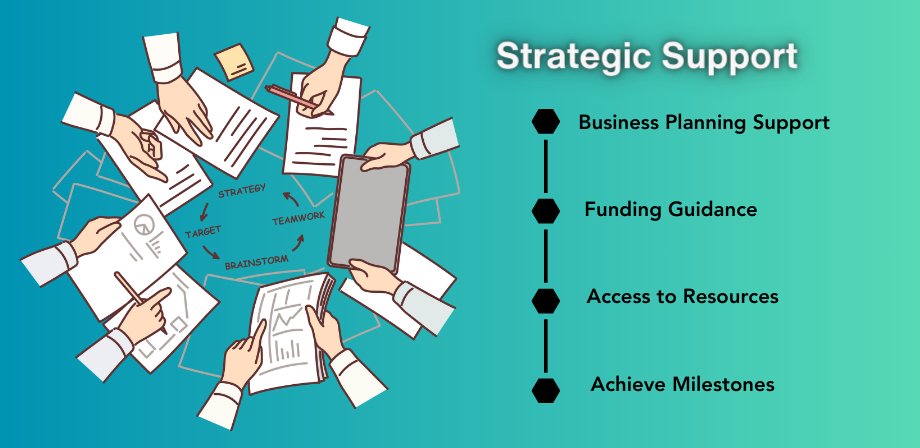 Strategic Support
Business Planning Support
Funding Guidance
Access to Resources
Achieve Milestones
STRATEGY
TEAMWORK
TARGET
BRAINSTORM